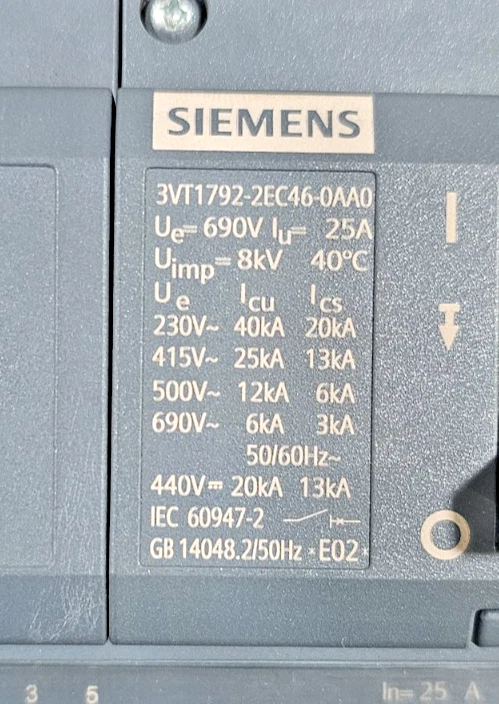 SIEMENS
3VT1792-2EC46-0AA0
Ue= 690V Iu= 25A
Uimp= 8kV 40°C
Ue Icu Ics
230V~ 40kA 20kA
415V~ 25kA 13kA
500V~ 12kA 6kA
690V~ 6kA 3kA
50/60Hz~
440V⎓ 20kA 13kA
IEC 60947-2
GB 14048.2/50Hz *E02*
I
O
3 5 In= 25 A